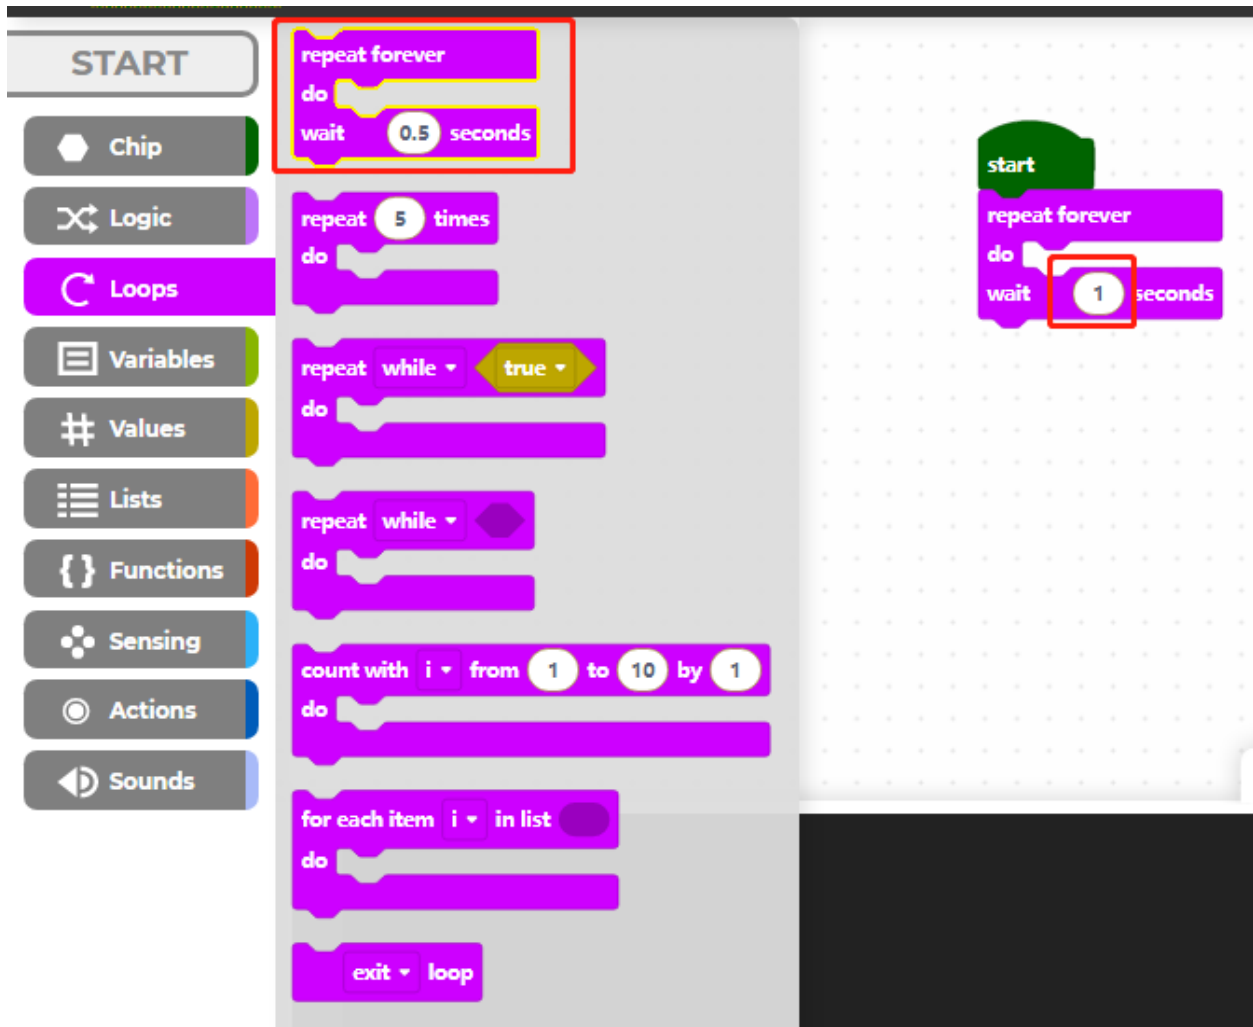 START
Chip
Logic
Loops
Variables
Values
Lists
Functions
Sensing
Actions
Sounds
repeat forever
do
wait 0.5 seconds
repeat 5 times
do
repeat while true
do
repeat while
do
count with i from 1 to 10 by 1
do
for each item i in list
do
exit loop
start
repeat forever
do
wait 1 seconds